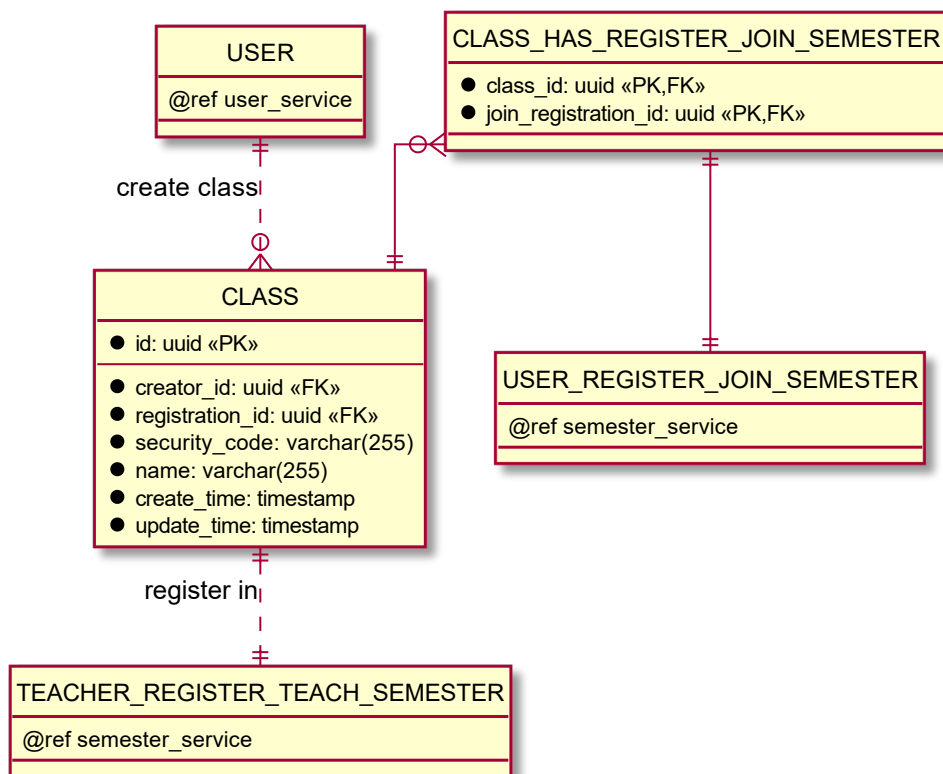 USER
@ref user_service
CLASS_HAS_REGISTER_JOIN_SEMESTER
class_id: uuid «PK,FK»
join_registration_id: uuid «PK,FK»
create class
CLASS
id: uuid «PK»
creator_id: uuid «FK»
registration_id: uuid «FK»
security_code: varchar(255)
name: varchar(255)
create_time: timestamp
update_time: timestamp
USER_REGISTER_JOIN_SEMESTER
@ref semester_service
register in
TEACHER_REGISTER_TEACH_SEMESTER
@ref semester_service